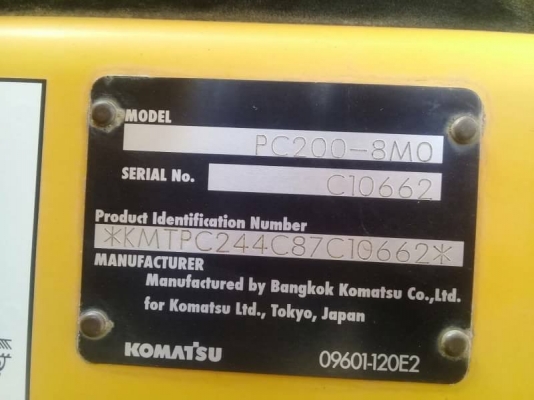 MODEL
PC200-8M0
SERIAL No.
C10662
Product Identification Number
*KMTPC244C87C10662*
MANUFACTURER
Manufactured by Bangkok Komatsu Co.,Ltd.
for Komatsu Ltd., Tokyo, Japan
KOMATSU
09601-120E2